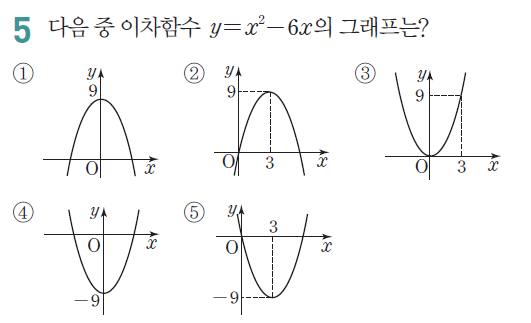 5 다음 중 이차함수 y=x²-6x의 그래프는?
① ② ③
y y y
9 9 9
O x O 3 x O 3 x
④ ⑤
y y
3
O x O x
-9 -9